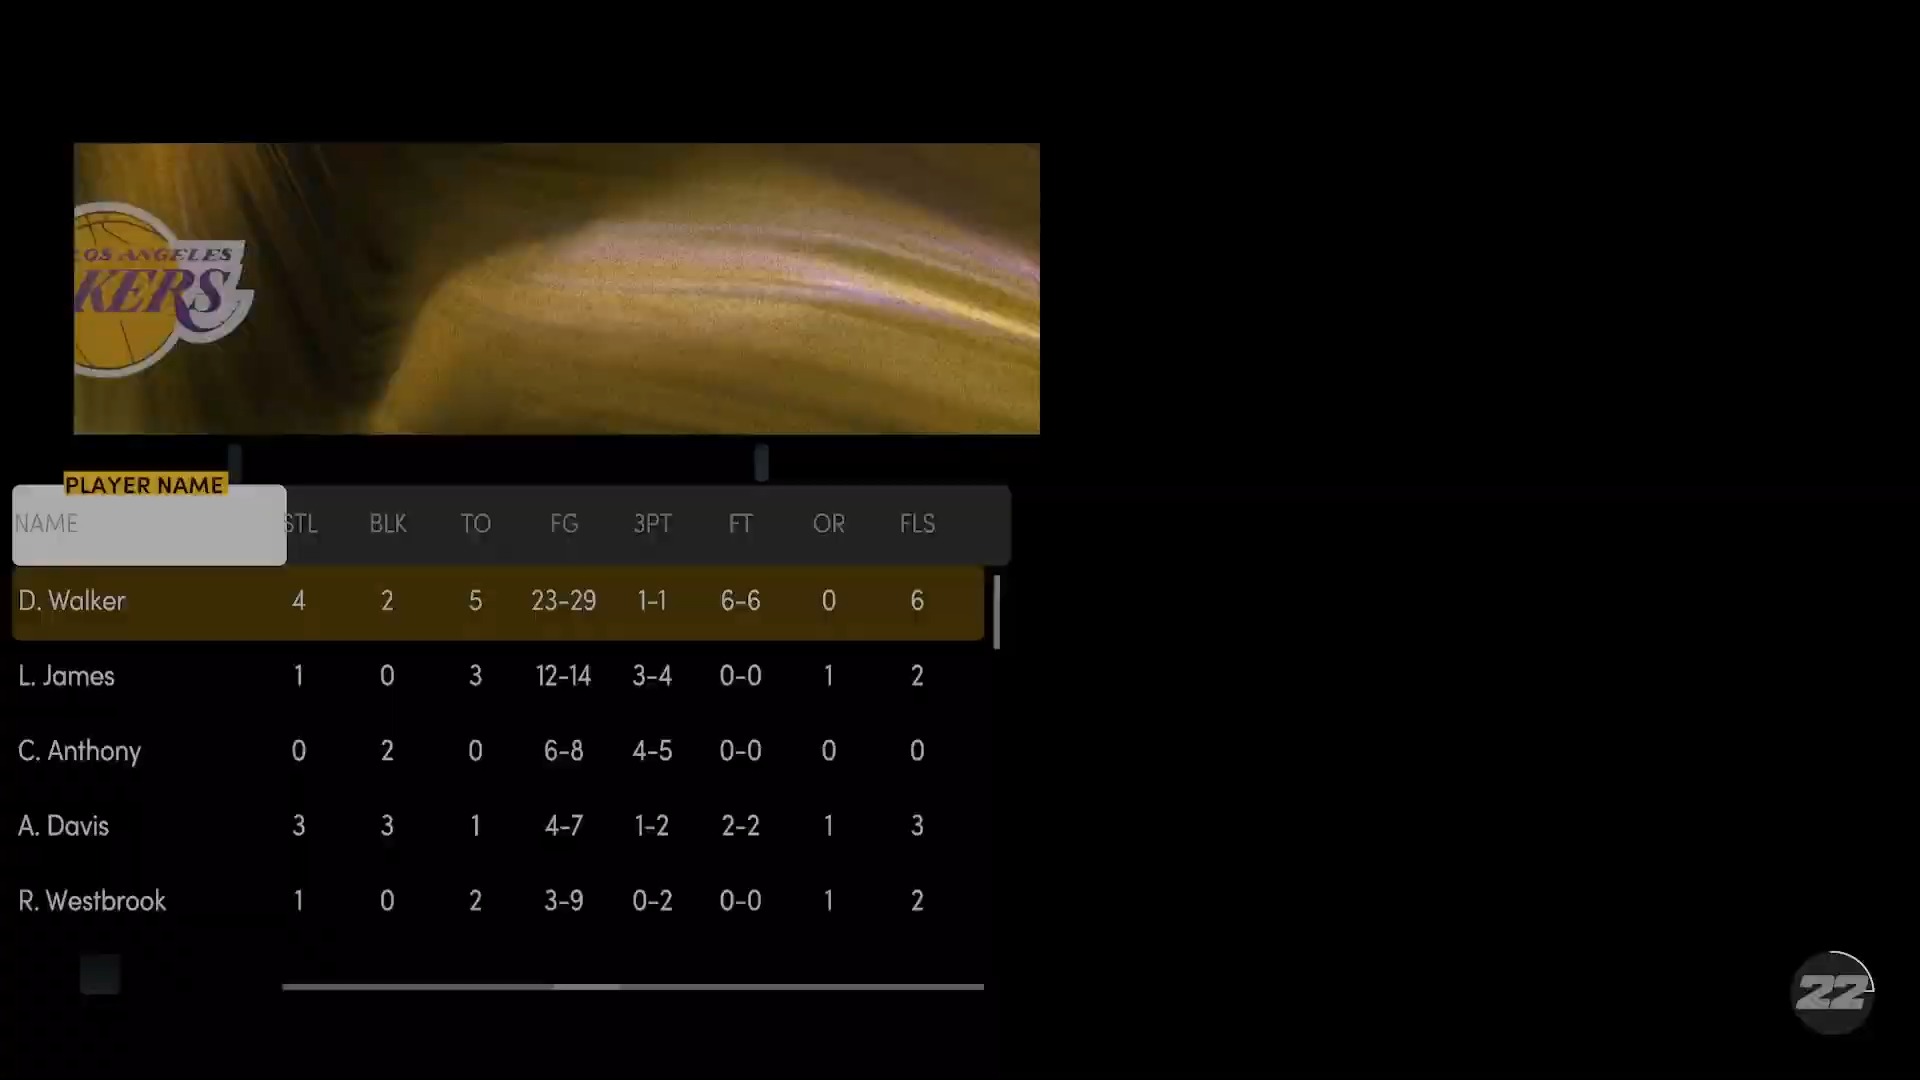 LOS ANGELES
KERS
PLAYER NAME
NAME STL BLK TO FG 3PT FT OR FLS
D. Walker 4 2 5 23-29 1-1 6-6 0 6
L. James 1 0 3 12-14 3-4 0-0 1 2
C. Anthony 0 2 0 6-8 4-5 0-0 0 0
A. Davis 3 3 1 4-7 1-2 2-2 1 3
R. Westbrook 1 0 2 3-9 0-2 0-0 1 2
22